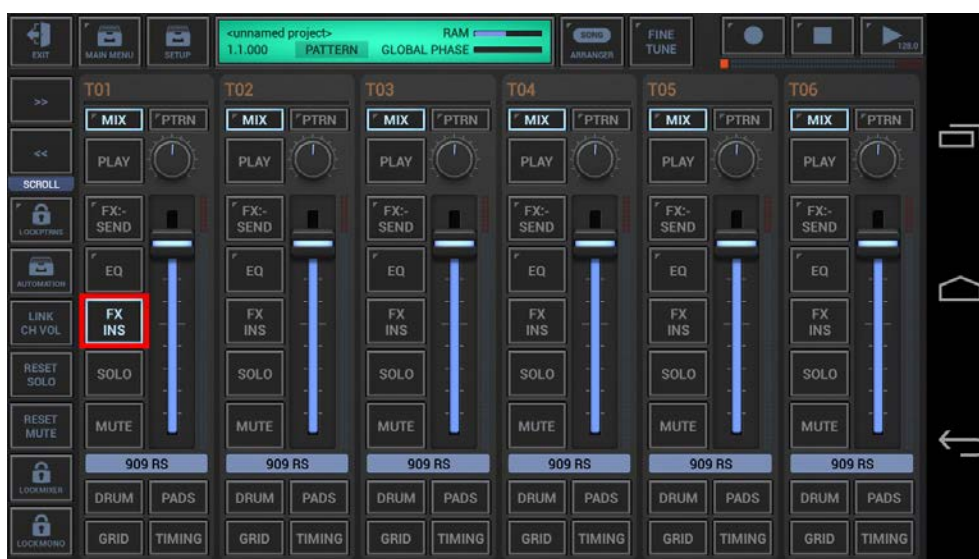 EXIT
MAIN MENU
SETUP
<unnamed project>
RAM
1.1.000
PATTERN
GLOBAL PHASE
SONG
ARRANGER
FINE
TUNE
128.0
>>
<<
SCROLL
LOCKPTRNS
AUTOMATION
LINK
CH VOL
RESET
SOLO
RESET
MUTE
LOCKMIXER
LOCKMONO
T01 T02 T03 T04 T05 T06
MIX PTRN MIX PTRN MIX PTRN MIX PTRN MIX PTRN MIX PTRN
PLAY PLAY PLAY PLAY PLAY PLAY
FX:- FX:- FX:- FX:- FX:- FX:-
SEND SEND SEND SEND SEND SEND
EQ EQ EQ EQ EQ EQ
FX FX FX FX FX FX
INS INS INS INS INS INS
SOLO SOLO SOLO SOLO SOLO SOLO
MUTE MUTE MUTE MUTE MUTE MUTE
909 RS 909 RS 909 RS 909 RS 909 RS 909 RS
DRUM PADS DRUM PADS DRUM PADS DRUM PADS DRUM PADS DRUM PADS
GRID TIMING GRID TIMING GRID TIMING GRID TIMING GRID TIMING GRID TIMING